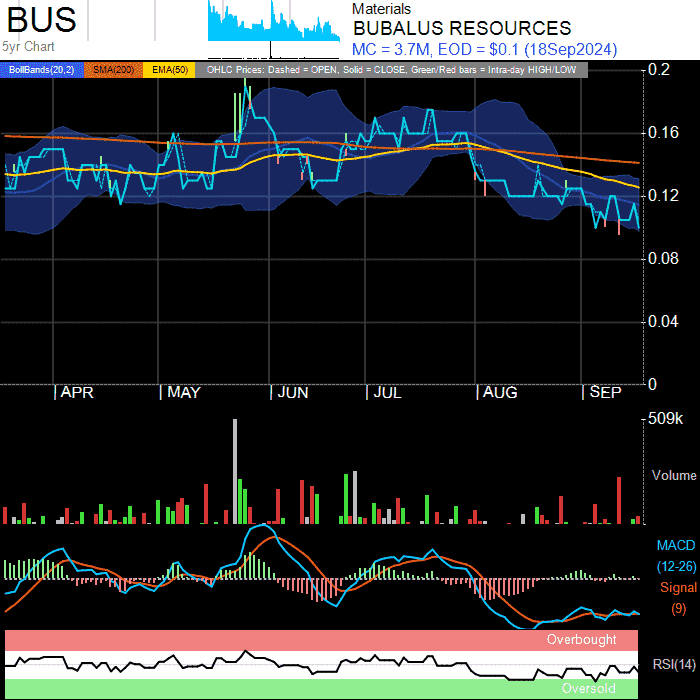 BUS
5yr Chart
Materials
BUBALUS RESOURCES
MC = 3.7M, EOD = $0.1 (18Sep2024)
BollBands(20,2) SMA(200) EMA(50) OHLC Prices: Dashed = OPEN, Solid = CLOSE, Green/Red bars = Intra-day HIGH/LOW
0.2
0.16
0.12
0.08
0.04
0
APR MAY JUN JUL AUG SEP
509k
Volume
MACD
(12-26)
Signal
(9)
Overbought
RSI(14)
Oversold